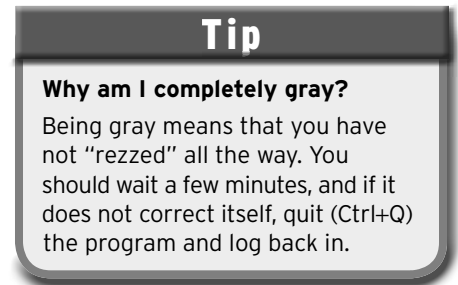 Tip
Why am I completely gray?
Being gray means that you have
not “rezzed” all the way. You
should wait a few minutes, and if it
does not correct itself, quit (Ctrl+Q)
the program and log back in.